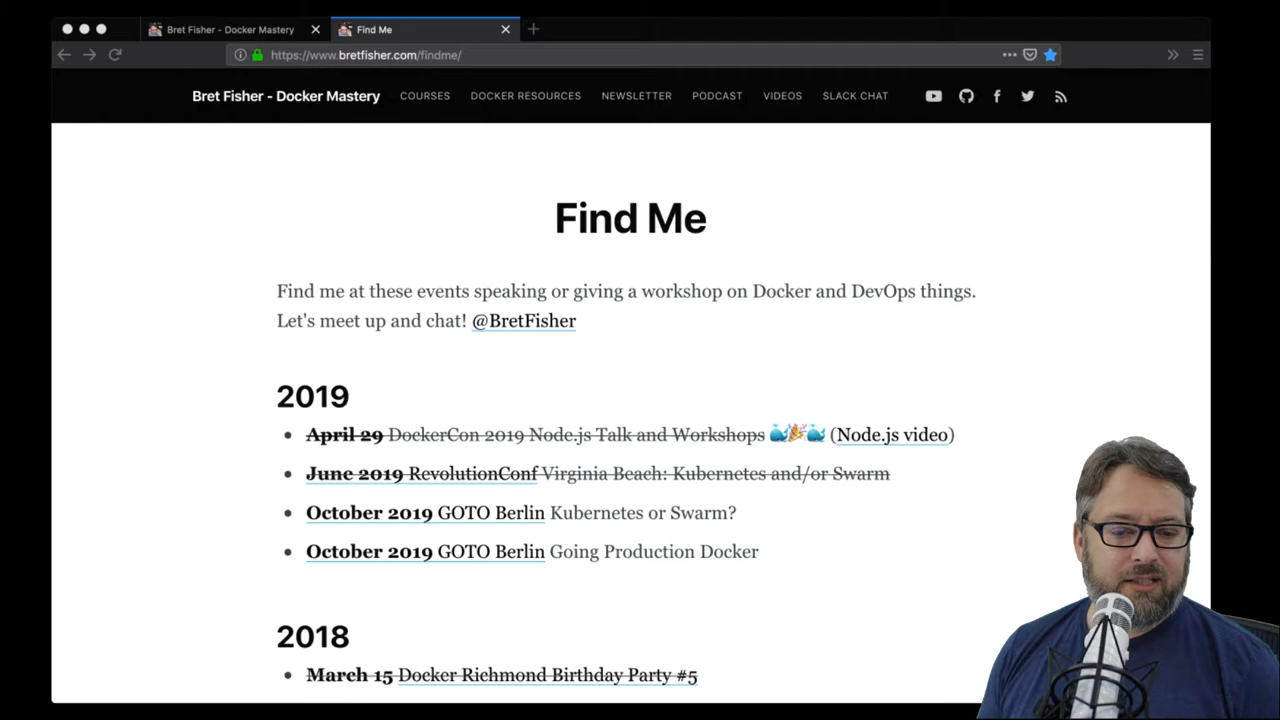 Bret Fisher - Docker Mastery
Find Me
https://www.bretfisher.com/findme/
Bret Fisher - Docker Mastery COURSES DOCKER RESOURCES NEWSLETTER PODCAST VIDEOS SLACK CHAT
Find Me
Find me at these events speaking or giving a workshop on Docker and DevOps things.
Let's meet up and chat! @BretFisher
2019
April 29 DockerCon 2019 Node.js Talk and Workshops 🐳🎉🐳 (Node.js video)
June 2019 RevolutionConf Virginia Beach: Kubernetes and/or Swarm
October 2019 GOTO Berlin Kubernetes or Swarm?
October 2019 GOTO Berlin Going Production Docker
2018
March 15 Docker Richmond Birthday Party #5